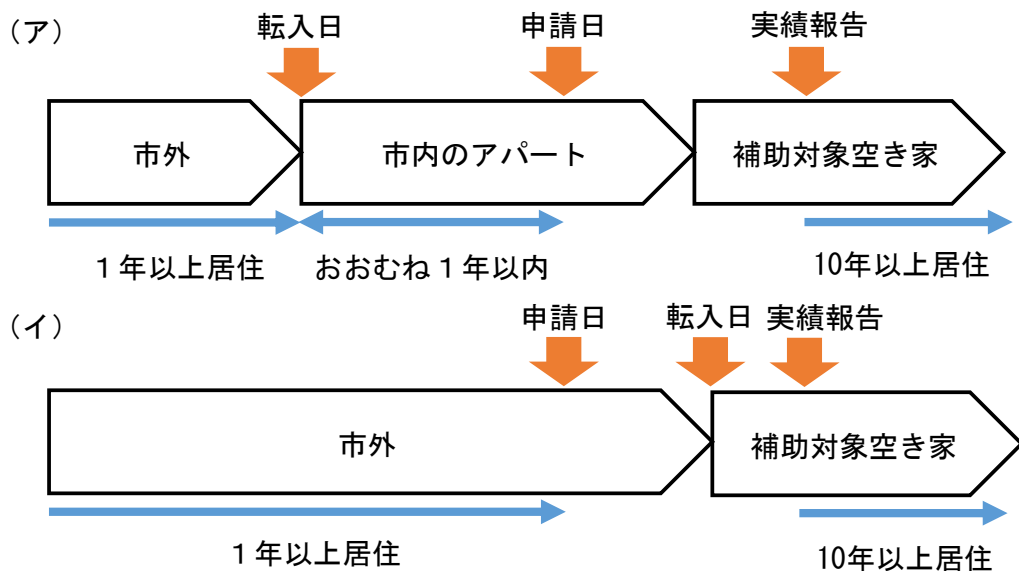 (ア)
転入日 申請日 実績報告
市外 市内のアパート 補助対象空き家
1年以上居住 おおむね1年以内 10年以上居住
(イ)
申請日 転入日 実績報告
市外 補助対象空き家
1年以上居住 10年以上居住